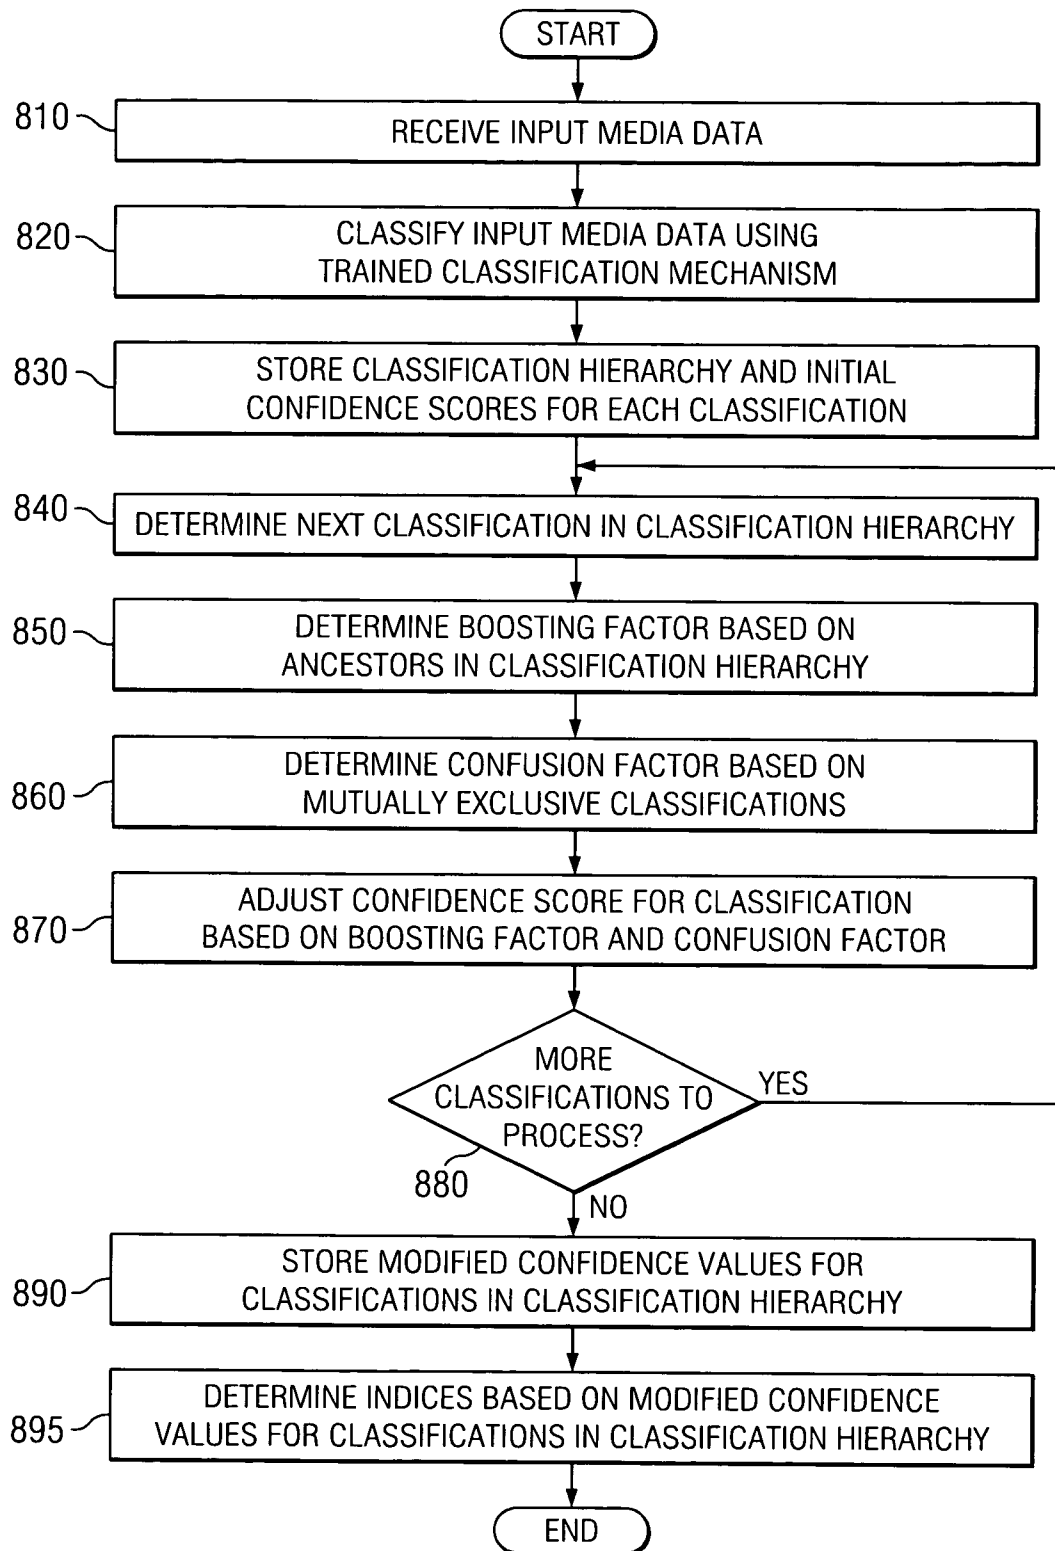 START
810
RECEIVE INPUT MEDIA DATA
820
CLASSIFY INPUT MEDIA DATA USING
TRAINED CLASSIFICATION MECHANISM
830
STORE CLASSIFICATION HIERARCHY AND INITIAL
CONFIDENCE SCORES FOR EACH CLASSIFICATION
840
DETERMINE NEXT CLASSIFICATION IN CLASSIFICATION HIERARCHY
850
DETERMINE BOOSTING FACTOR BASED ON
ANCESTORS IN CLASSIFICATION HIERARCHY
860
DETERMINE CONFUSION FACTOR BASED ON
MUTUALLY EXCLUSIVE CLASSIFICATIONS
870
ADJUST CONFIDENCE SCORE FOR CLASSIFICATION
BASED ON BOOSTING FACTOR AND CONFUSION FACTOR
MORE
CLASSIFICATIONS TO
PROCESS?
YES
880
NO
890
STORE MODIFIED CONFIDENCE VALUES FOR
CLASSIFICATIONS IN CLASSIFICATION HIERARCHY
895
DETERMINE INDICES BASED ON MODIFIED CONFIDENCE
VALUES FOR CLASSIFICATIONS IN CLASSIFICATION HIERARCHY
END